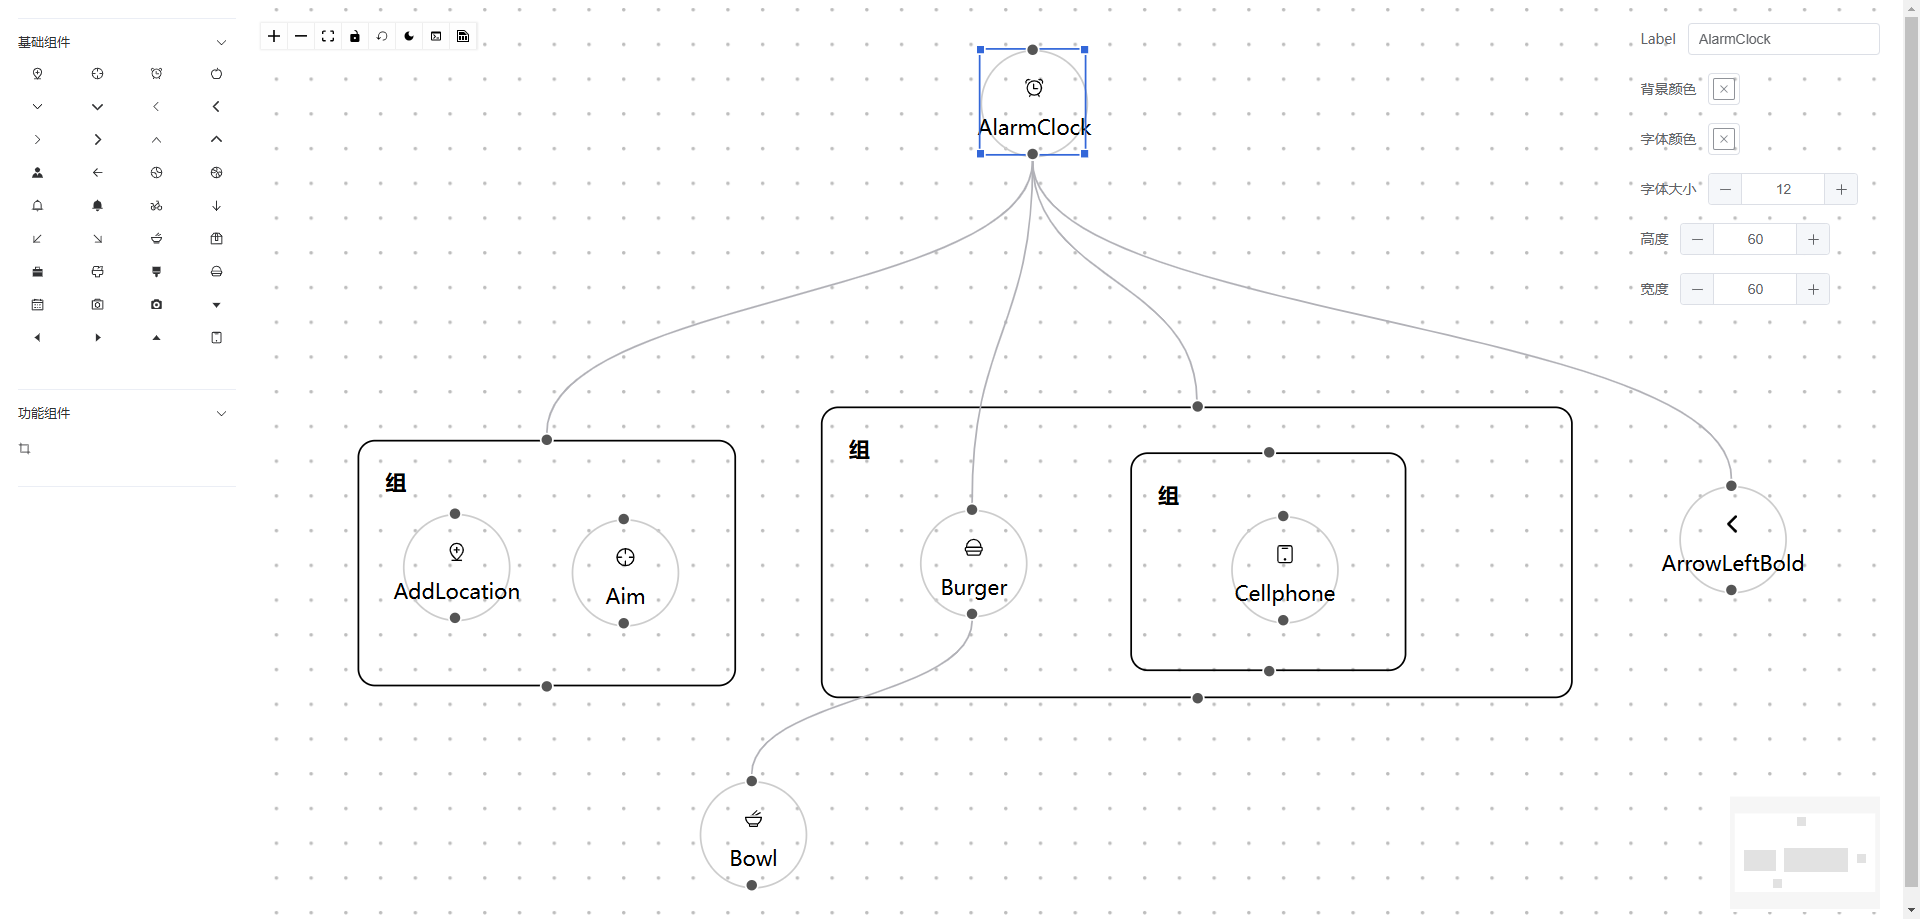 基础组件
功能组件
AlarmClock
组
AddLocation
Aim
组
Burger
组
Cellphone
ArrowLeftBold
Bowl
Label AlarmClock
背景颜色
字体颜色
字体大小 12
高度 60
宽度 60